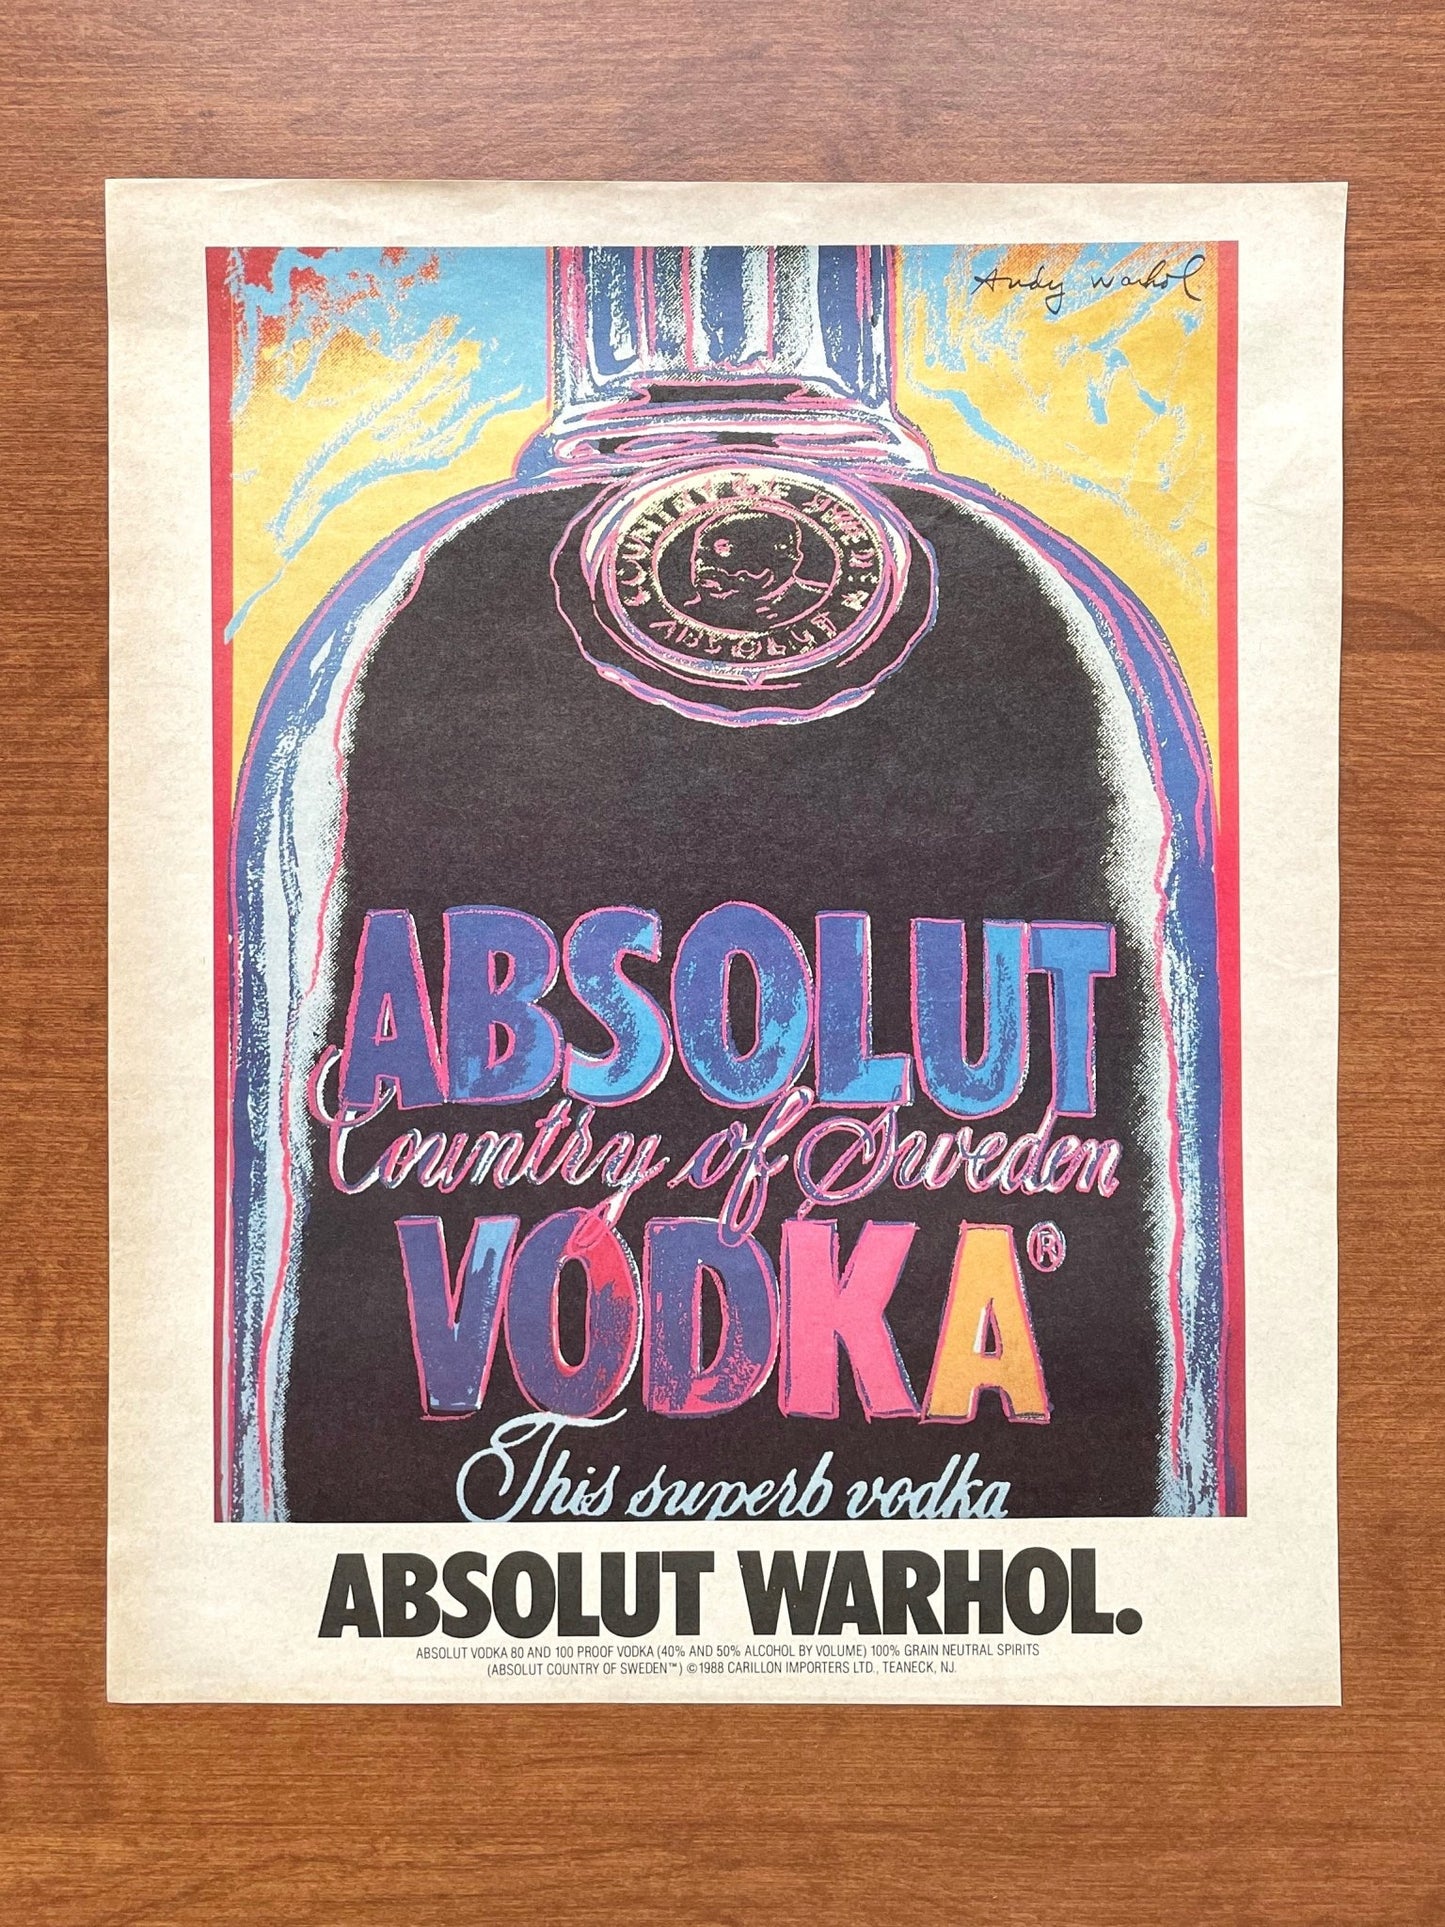 Andy Warhol
COUNTRY OF SWEDEN
ABSOLUT
ABSOLUT
Country of Sweden
VODKA®
This superb vodka
ABSOLUT WARHOL.
ABSOLUT VODKA 80 AND 100 PROOF VODKA (40% AND 50% ALCOHOL BY VOLUME) 100% GRAIN NEUTRAL SPIRITS
(ABSOLUT COUNTRY OF SWEDEN™) ©1988 CARILLON IMPORTERS LTD., TEANECK, NJ.